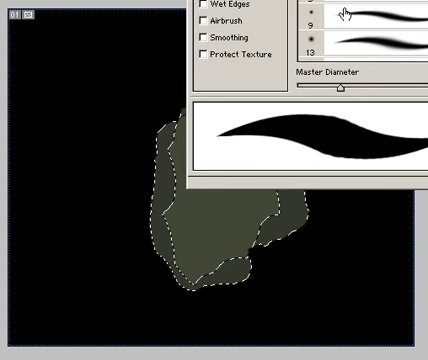 01
Wet Edges
Airbrush
Smoothing
Protect Texture
9
13
Master Diameter